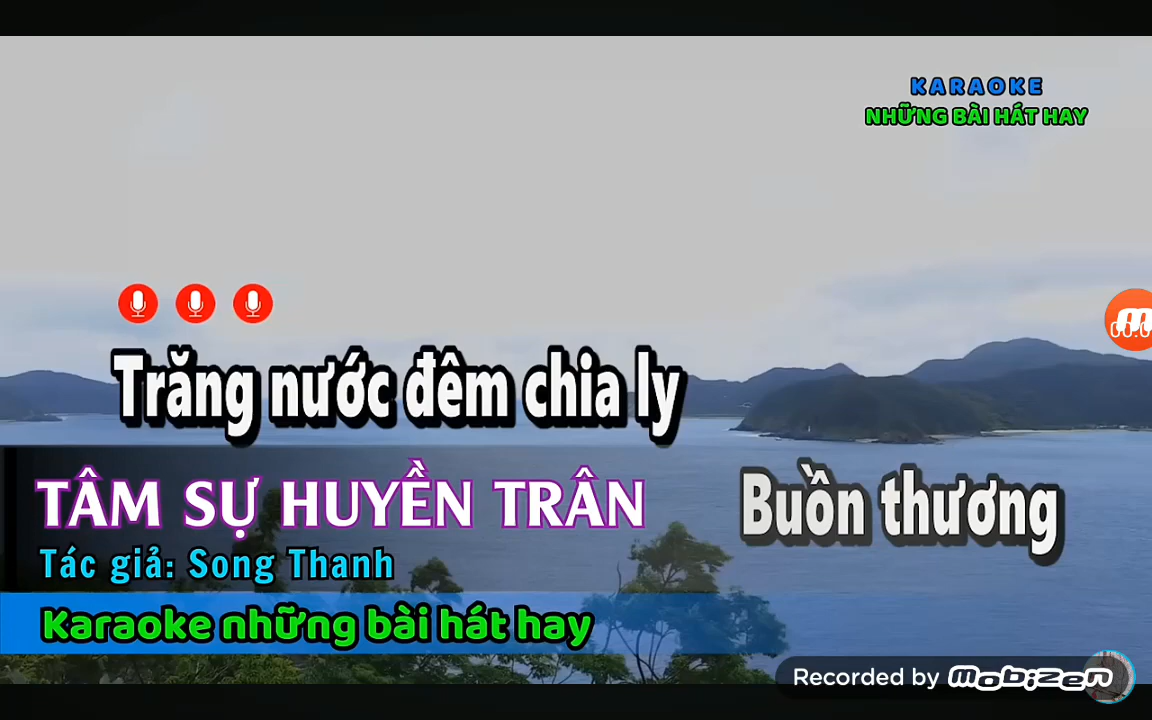 KARAOKE
NHỮNG BÀI HÁT HAY
Trăng nước đêm chia ly
TÂM SỰ HUYỀN TRÂN
Buồn thương
Tác giả: Song Thanh
Karaoke những bài hát hay
Recorded by Mobizen